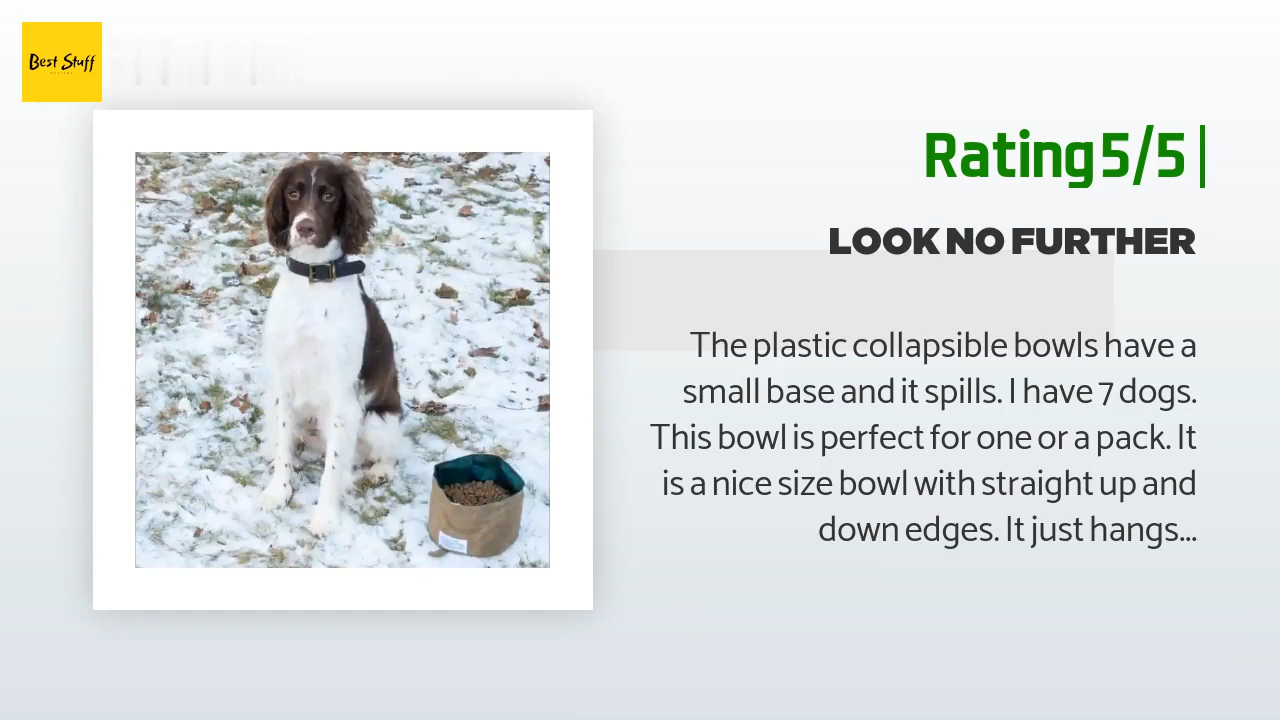 Best Stuff
Rating 5/5
LOOK NO FURTHER
The plastic collapsible bowls have a
small base and it spills. I have 7 dogs.
This bowl is perfect for one or a pack. It
is a nice size bowl with straight up and
down edges. It just hangs...